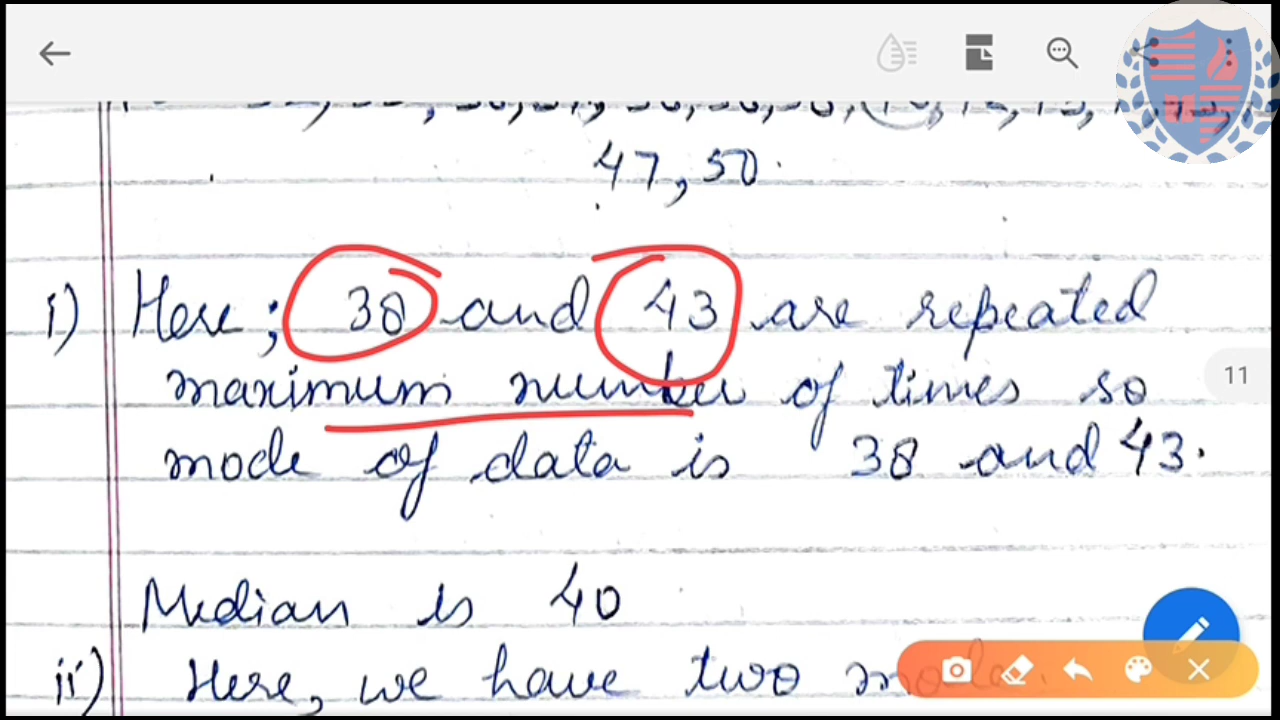 47, 50.
i) Here; 38 and 43 are repeated
maximum number of times so
mode of data is 38 and 43.
11
Median is 40
ii) Here, we have two mode.